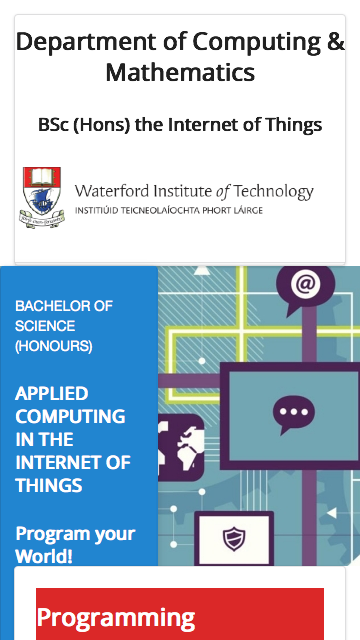 Department of Computing &
Mathematics
BSc (Hons) the Internet of Things
Waterford Institute of Technology
INSTITIÚID TEICNEOLAÍOCHTA PHORT LÁIRGE
@
BACHELOR OF
SCIENCE
(HONOURS)
APPLIED
COMPUTING
IN THE
INTERNET OF
THINGS
Program your
World!
Programming